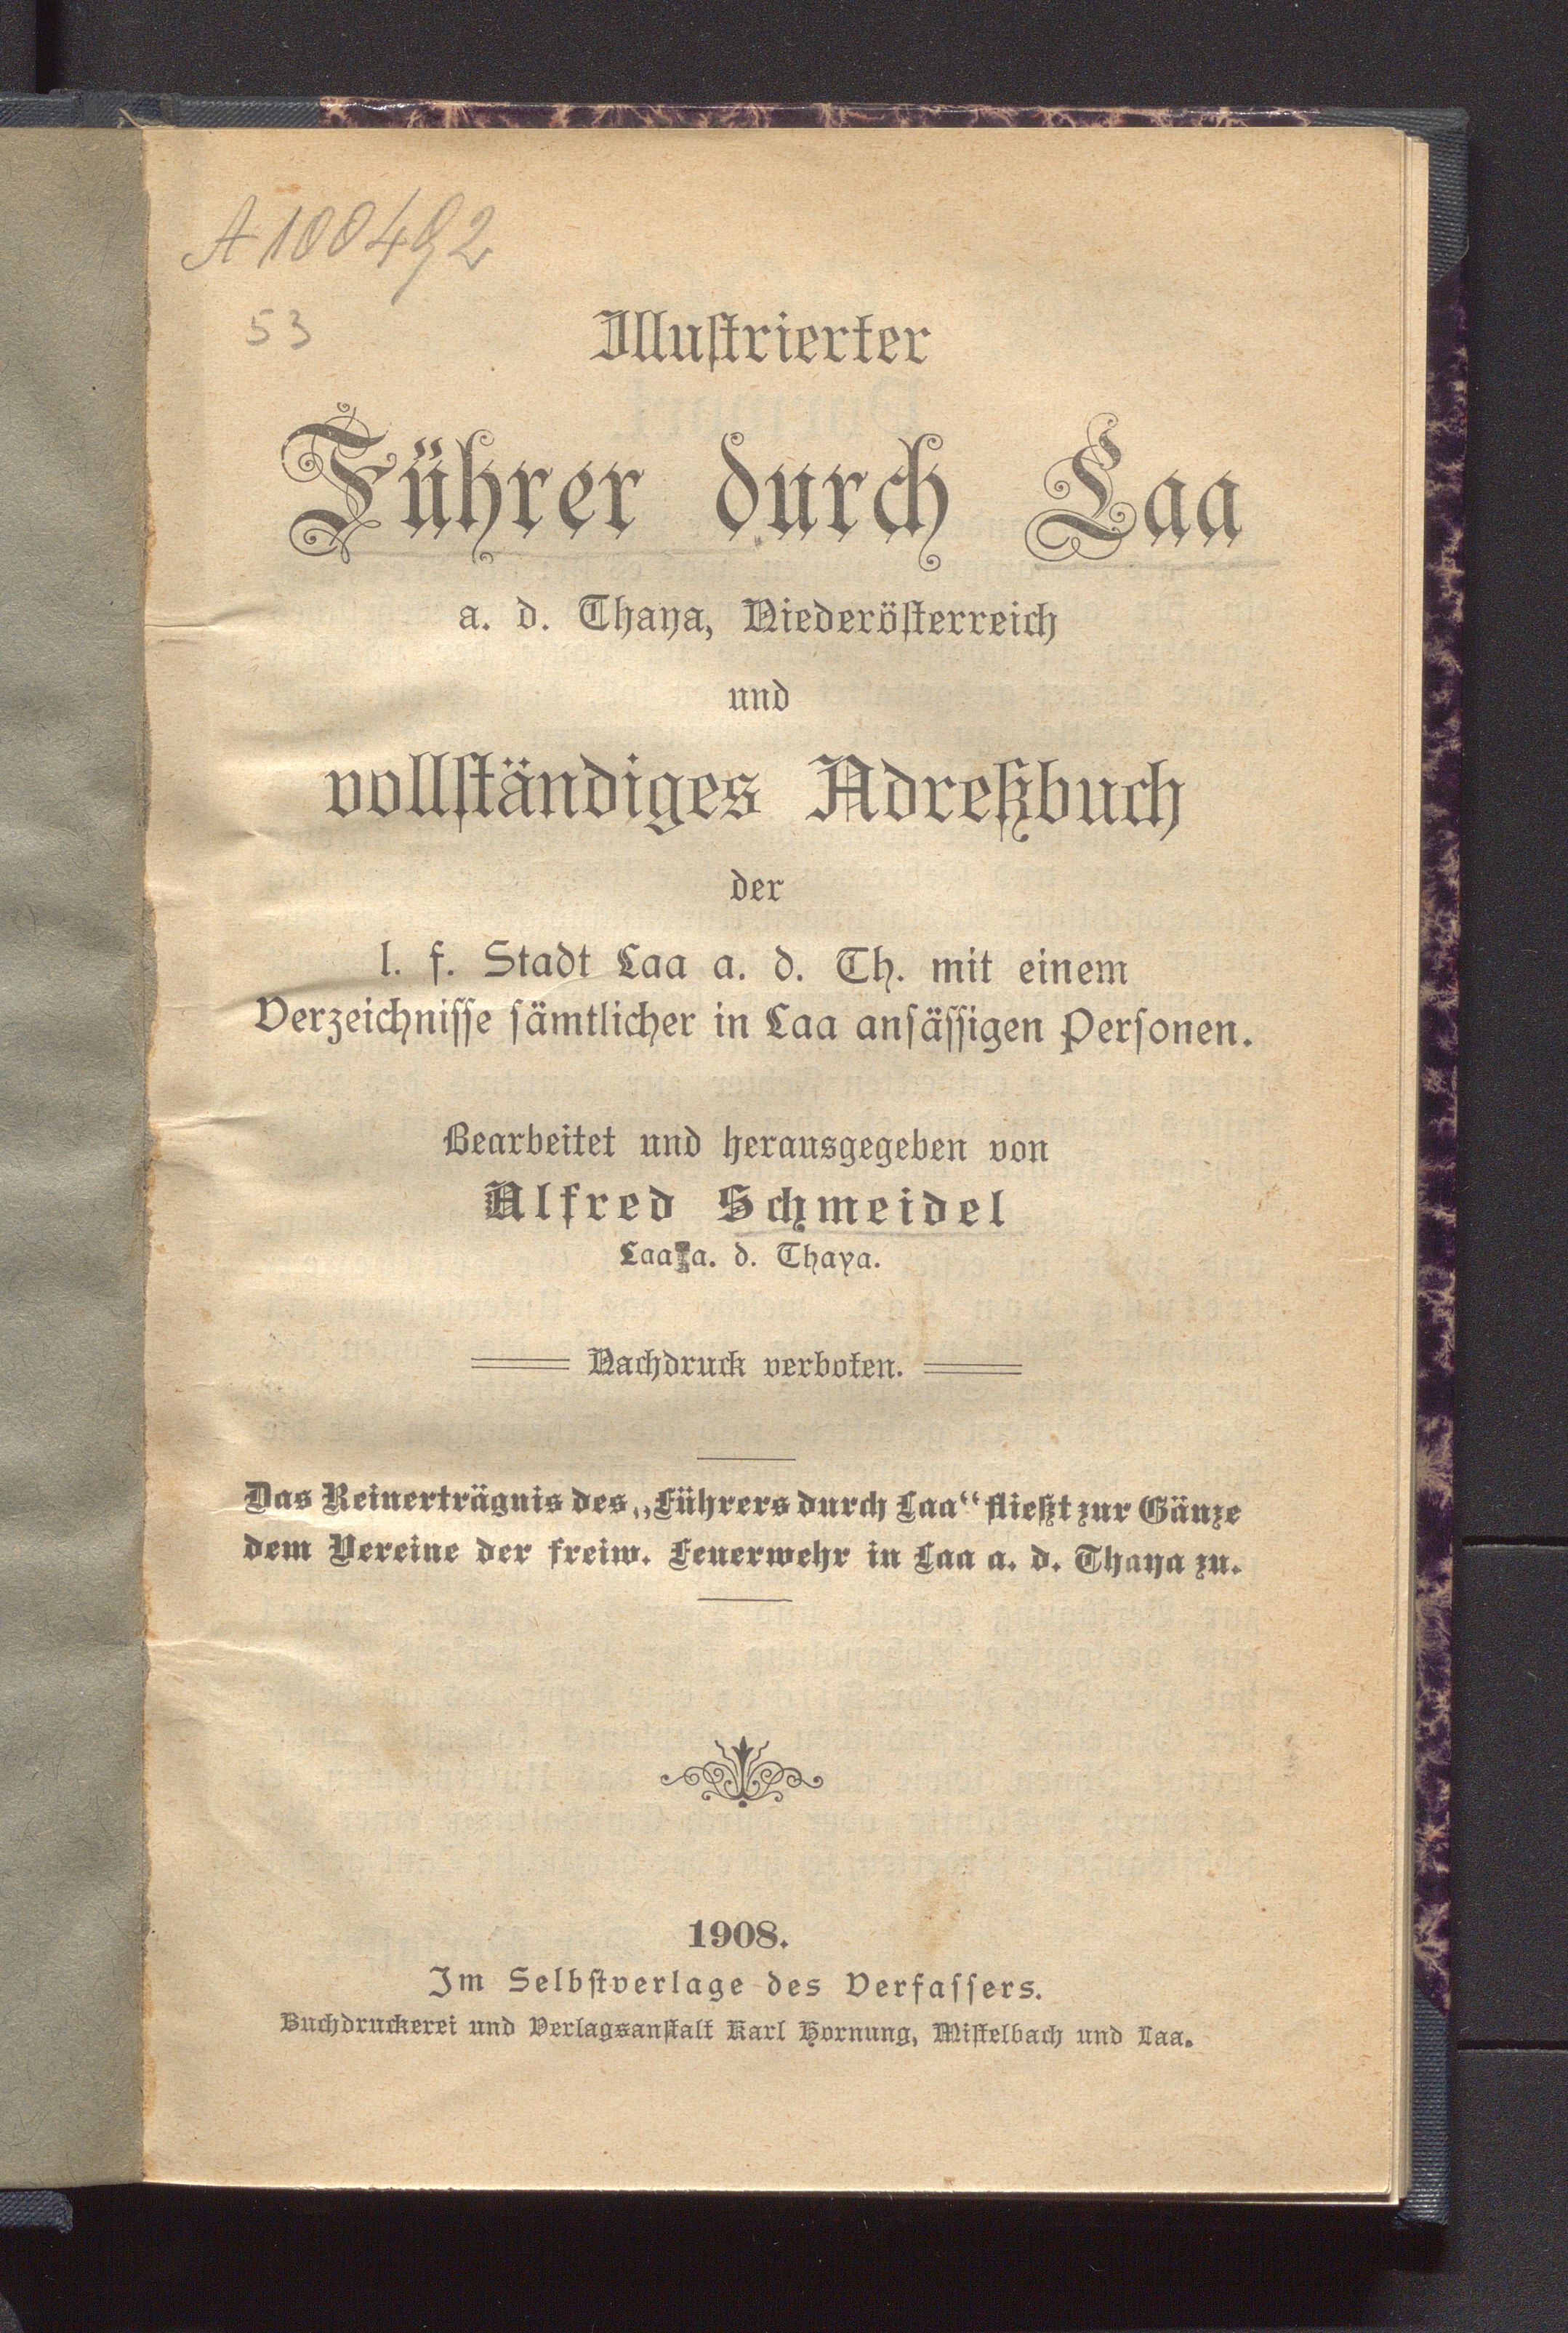 A 100492
53
Illustrierter
Führer durch Laa
a. d. Thaya, Niederösterreich
und
vollständiges Adreßbuch
der
l. f. Stadt Laa a. d. Th. mit einem
Verzeichnisse sämtlicher in Laa ansässigen Personen.
Bearbeitet und herausgegeben von
Alfred Schmeidel
Laa a. d. Thaya.
Nachdruck verboten.
Das Reinerträgnis des „Führers durch Laa“ fließt zur Gänze
dem Vereine der freiw. Feuerwehr in Laa a. d. Thaya zu.
1908.
Im Selbstverlage des Verfassers.
Buchdruckerei und Verlagsanstalt Karl Hornung, Mistelbach und Laa.